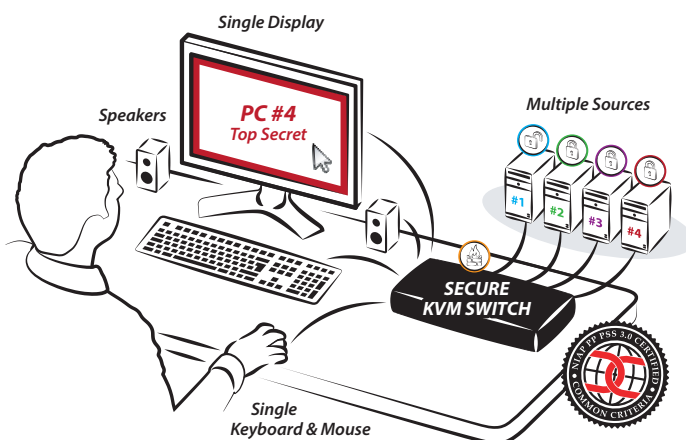 Single Display
Speakers
PC #4
Top Secret
Multiple Sources
#1
#2
#3
#4
SECURE
KVM SWITCH
NIAP PP PSS 3.0 CERTIFIED
COMMON CRITERIA
Single
Keyboard & Mouse